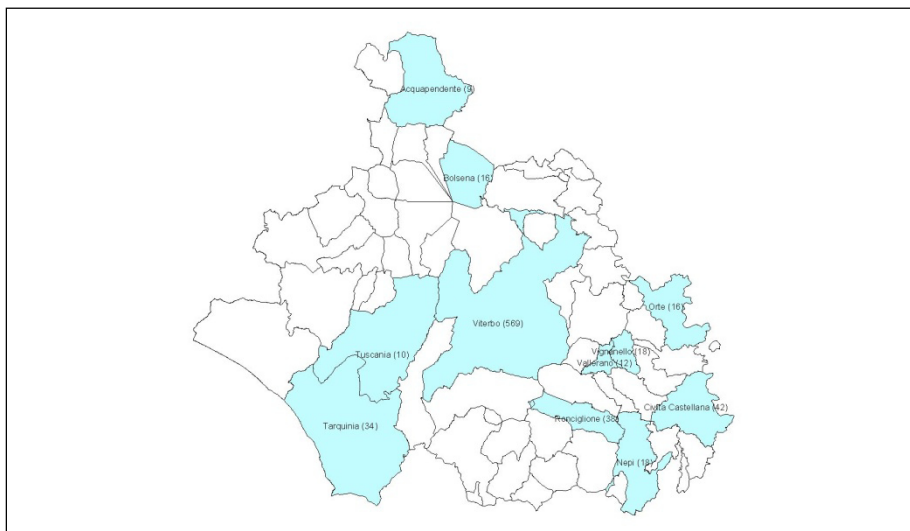 Acquapendente (9)
Bolsena (16)
Orte (16)
Viterbo (569)
Vignanello (18)
Tuscania (10)
Vallerano (12)
Civita Castellana (42)
Ronciglione (38)
Tarquinia (34)
Nepi (18)